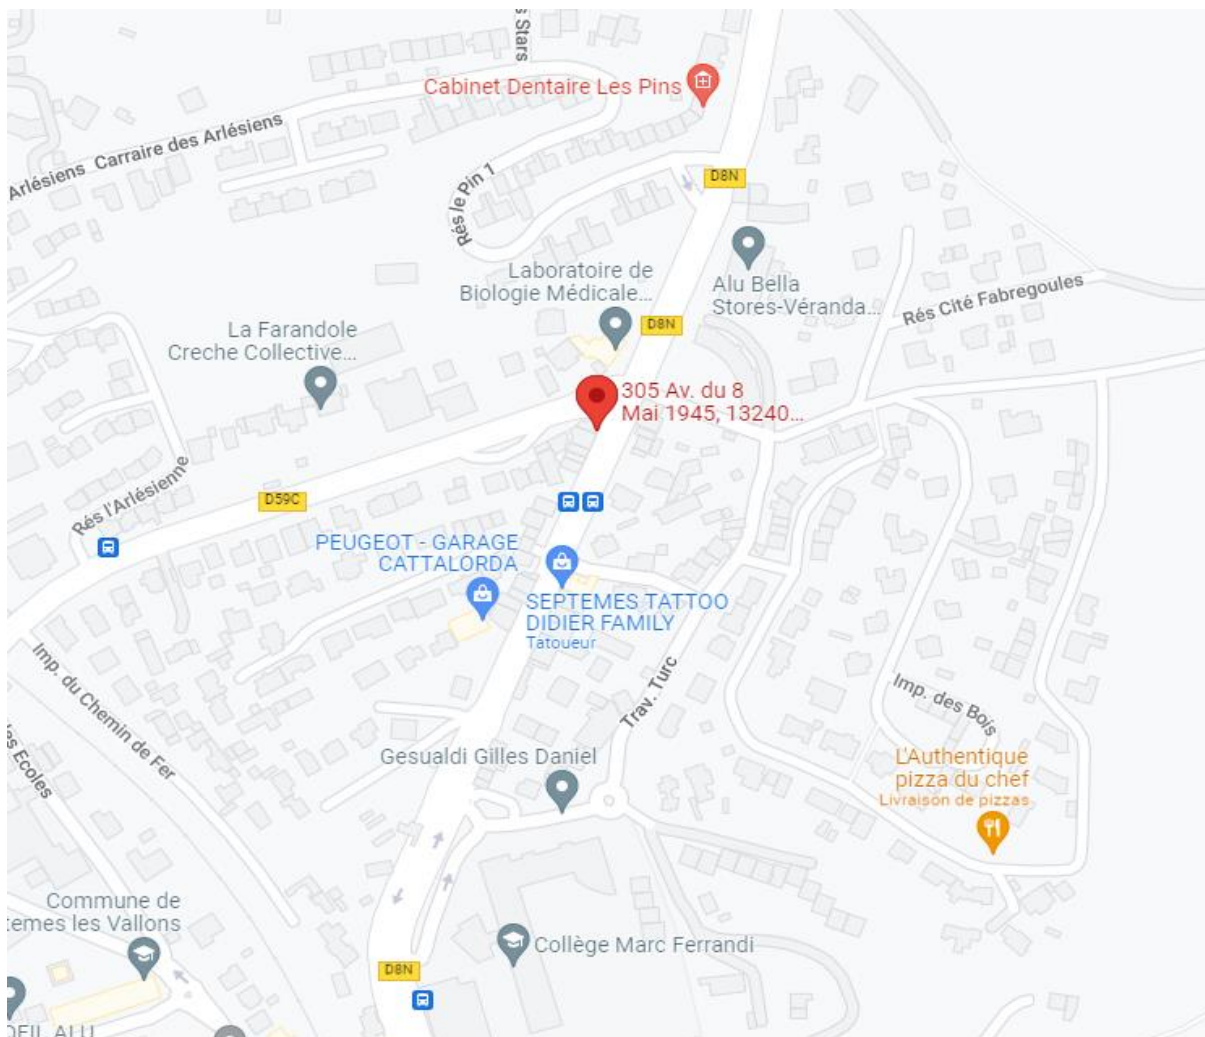 s Stars
Cabinet Dentaire Les Pins
Arlésiens Carraire des Arlésiens
Rés le Pin 1
D8N
Laboratoire de
Biologie Médicale...
Alu Bella
Stores-Véranda...
Rés Cité Fabregoules
D8N
La Farandole
Creche Collective...
305 Av. du 8
Mai 1945, 13240...
Rés l'Arlésienne
D59C
PEUGEOT - GARAGE
CATTALORDA
SEPTEMES TATTOO
DIDIER FAMILY
Tatoueur
Imp. du Chemin de Fer
Trav. Turc
Imp. des Bois
es Ecoles
Gesualdi Gilles Daniel
L'Authentique
pizza du chef
Livraison de pizzas
Commune de
temes les Vallons
Collège Marc Ferrandi
D8N
OEIL ALU